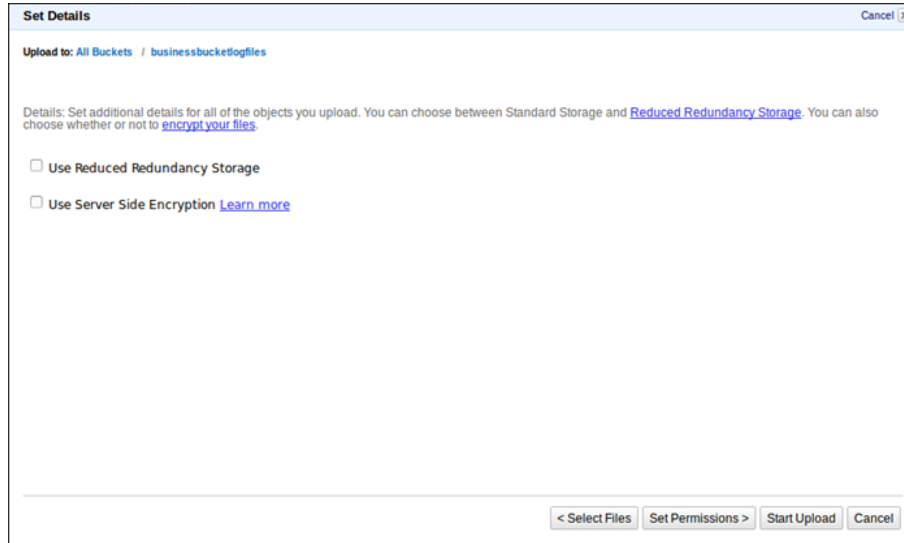 Set Details
Cancel x
Upload to: All Buckets / businessbucketlogfiles
Details: Set additional details for all of the objects you upload. You can choose between Standard Storage and Reduced Redundancy Storage. You can also
choose whether or not to encrypt your files.
Use Reduced Redundancy Storage
Use Server Side Encryption Learn more
< Select Files
Set Permissions >
Start Upload
Cancel